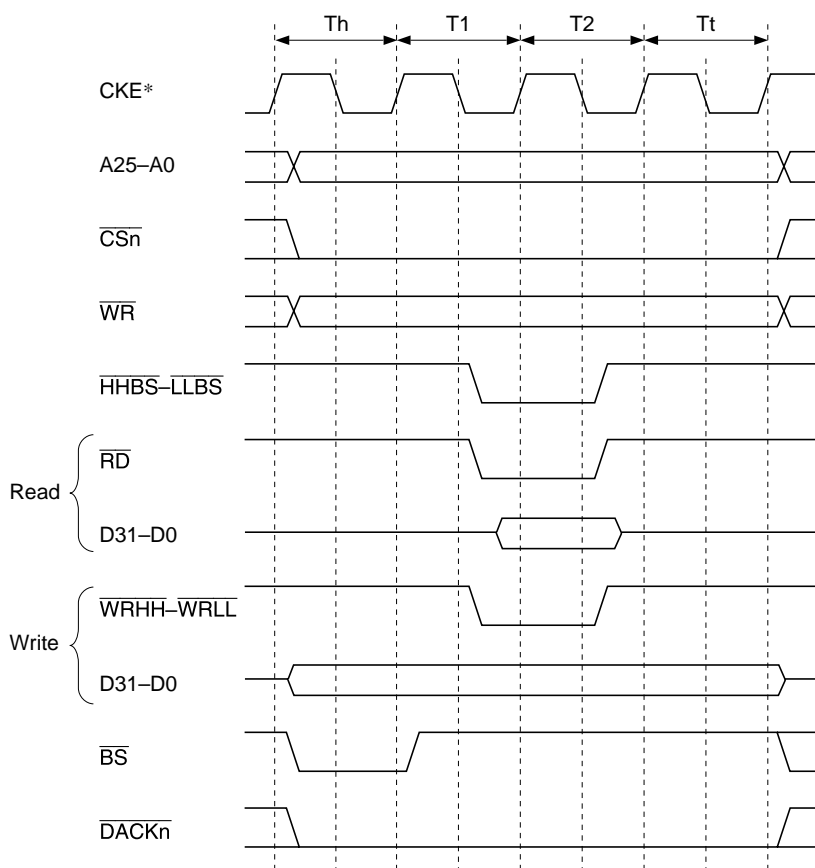 Th T1 T2 Tt
CKE*
A25–A0
CSn
WR
HHBS–LLBS
Read
RD
D31–D0
Write
WRHH–WRLL
D31–D0
BS
DACKn